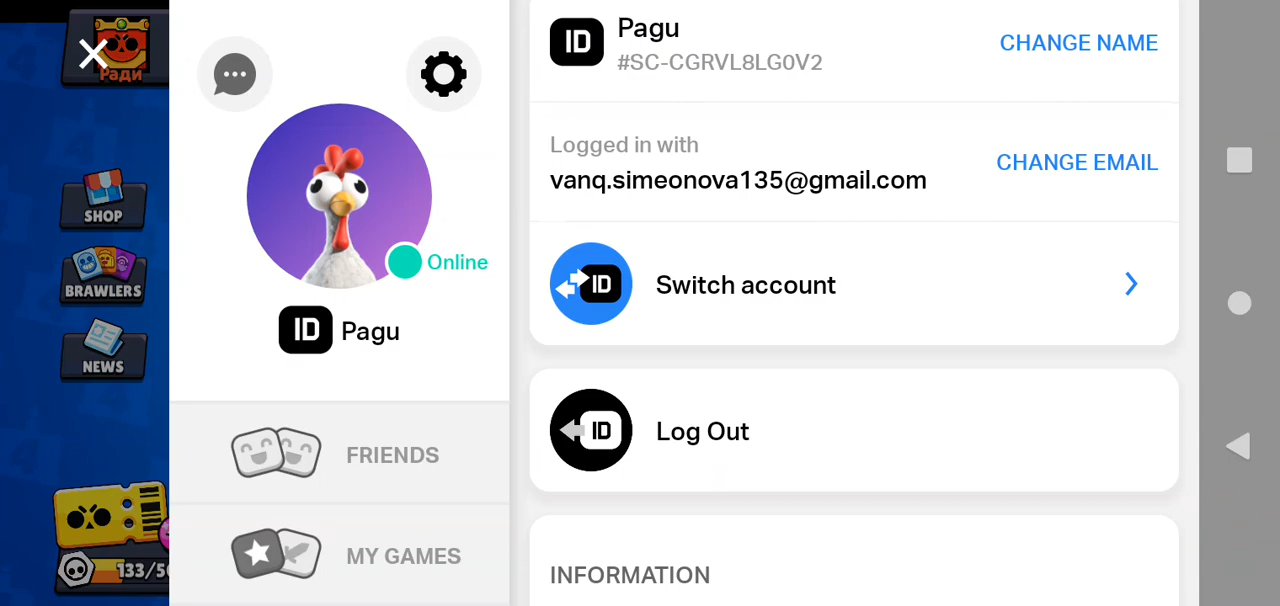 Ради
SHOP
BRAWLERS
NEWS
133/50
Online
ID Pagu
FRIENDS
MY GAMES
ID Pagu
#SC-CGRVL8LG0V2
CHANGE NAME
Logged in with
vanq.simeonova135@gmail.com
CHANGE EMAIL
ID
Switch account
ID
Log Out
INFORMATION